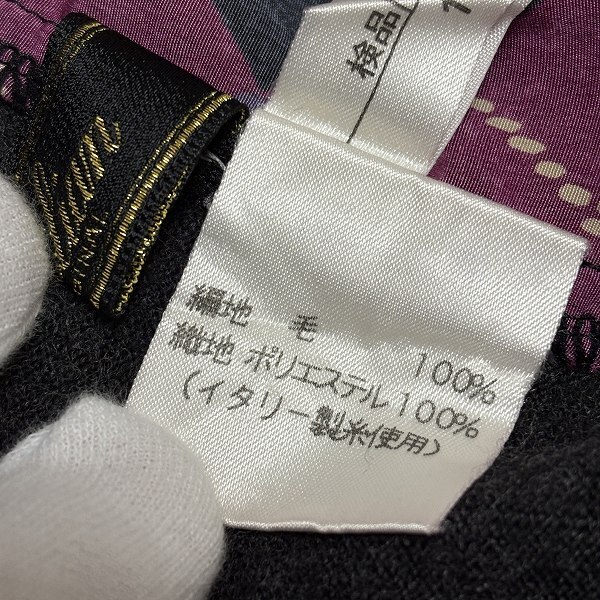 検品
編地 毛 100%
織地 ポリエステル100%
(イタリー製糸使用)